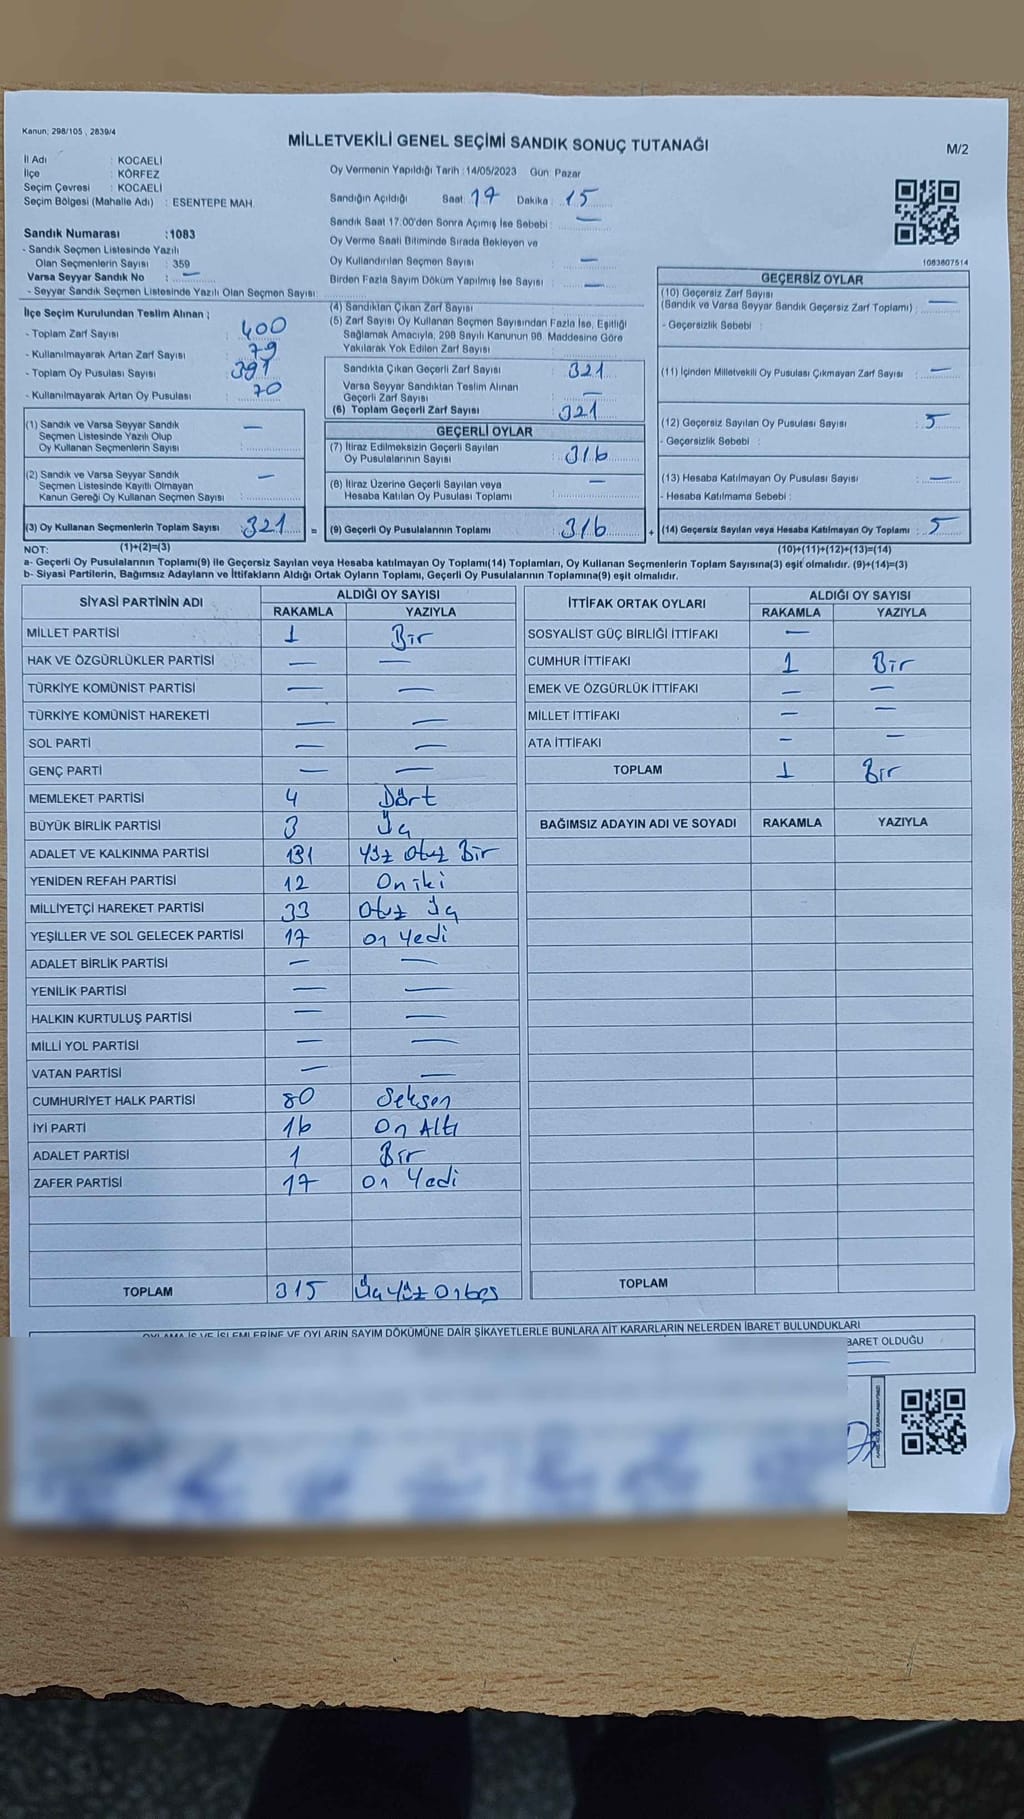 Kanun; 298/105 , 2839/4
MİLLETVEKİLİ GENEL SEÇİMİ SANDIK SONUÇ TUTANAĞI
M/2
İl Adı : KOCAELİ
İlçe : KÖRFEZ
Seçim Çevresi : KOCAELİ
Seçim Bölgesi (Mahalle Adı) : ESENTEPE MAH.
Oy Vermenin Yapıldığı Tarih : 14/05/2023 Gün: Pazar
Sandığın Açıldığı Saat: 17 Dakika : 15
Sandık Saat 17.00'den Sonra Açımış İse Sebebi : —
Oy Verme Saati Bitiminde Sırada Bekleyen ve
Oy Kullandırılan Seçmen Sayısı : —
Birden Fazla Sayım Döküm Yapılmış İse Sayısı : —
Sandık Numarası :1083
- Sandık Seçmen Listesinde Yazılı
Olan Seçmenlerin Sayısı : 359
Varsa Seyyar Sandık No : —
- Seyyar Sandık Seçmen Listesinde Yazılı Olan Seçmen Sayısı:
1083807514
İlçe Seçim Kurulundan Teslim Alınan ;
- Toplam Zarf Sayısı : 400
- Kullanılmayarak Artan Zarf Sayısı : 79
- Toplam Oy Pusulası Sayısı : 391
- Kullanılmayarak Artan Oy Pusulası : 70
(1) Sandık ve Varsa Seyyar Sandık —
Seçmen Listesinde Yazılı Olup
Oy Kullanan Seçmenlerin Sayısı :
(2) Sandık ve Varsa Seyyar Sandık —
Seçmen Listesinde Kayıtlı Olmayan
Kanun Gereği Oy Kullanan Seçmen Sayısı :
(3) Oy Kullanan Seçmenlerin Toplam Sayısı : 321 =
(1)+(2)=(3)
(4) Sandıktan Çıkan Zarf Sayısı :
(5) Zarf Sayısı Oy Kullanan Seçmen Sayısından Fazla İse, Eşitliği
Sağlamak Amacıyla, 298 Sayılı Kanunun 98. Maddesine Göre
Yakılarak Yok Edilen Zarf Sayısı :
Sandıkta Çıkan Geçerli Zarf Sayısı : 321
Varsa Seyyar Sandıktan Teslim Alınan
Geçerli Zarf Sayısı : —
(6) Toplam Geçerli Zarf Sayısı : 321
GEÇERLİ OYLAR
(7) İtiraz Edilmeksizin Geçerli Sayılan
Oy Pusulalarının Sayısı : 316
(8) İtiraz Üzerine Geçerli Sayılan veya —
Hesaba Katılan Oy Pusulası Toplamı :
(9) Geçerli Oy Pusulalarının Toplamı : 316 +
GEÇERSİZ OYLAR
(10) Geçersiz Zarf Sayısı
(Sandık ve Varsa Seyyar Sandık Geçersiz Zarf Toplamı) : —
- Geçersizlik Sebebi :
(11) İçinden Milletvekili Oy Pusulası Çıkmayan Zarf Sayısı : —
(12) Geçersiz Sayılan Oy Pusulası Sayısı : 5
- Geçersizlik Sebebi :
(13) Hesaba Katılmayan Oy Pusulası Sayısı : —
- Hesaba Katılmama Sebebi :
(14) Geçersiz Sayılan veya Hesaba Katılmayan Oy Toplamı : 5
(10)+(11)+(12)+(13)=(14)
NOT:
a- Geçerli Oy Pusulalarının Toplamı(9) ile Geçersiz Sayılan veya Hesaba katılmayan Oy Toplamı(14) Toplamları, Oy Kullanan Seçmenlerin Toplam Sayısına(3) eşit olmalıdır. (9)+(14)=(3)
b- Siyasi Partilerin, Bağımsız Adayların ve İttifakların Aldığı Ortak Oyların Toplamı, Geçerli Oy Pusulalarının Toplamına(9) eşit olmalıdır.
SİYASİ PARTİNİN ADI
ALDIĞI OY SAYISI
RAKAMLA YAZIYLA
MİLLET PARTİSİ 1 Bir
HAK VE ÖZGÜRLÜKLER PARTİSİ — —
TÜRKİYE KOMÜNİST PARTİSİ — —
TÜRKİYE KOMÜNİST HAREKETİ — —
SOL PARTİ — —
GENÇ PARTİ — —
MEMLEKET PARTİSİ 4 Dört
BÜYÜK BİRLİK PARTİSİ 3 Üç
ADALET VE KALKINMA PARTİSİ 131 Yüz Otuz Bir
YENİDEN REFAH PARTİSİ 12 On iki
MİLLİYETÇİ HAREKET PARTİSİ 33 Otuz Üç
YEŞİLLER VE SOL GELECEK PARTİSİ 17 On Yedi
ADALET BİRLİK PARTİSİ — —
YENİLİK PARTİSİ — —
HALKIN KURTULUŞ PARTİSİ — —
MİLLİ YOL PARTİSİ — —
VATAN PARTİSİ — —
CUMHURİYET HALK PARTİSİ 80 Seksen
İYİ PARTİ 16 On Altı
ADALET PARTİSİ 1 Bir
ZAFER PARTİSİ 17 On Yedi
TOPLAM 315 Üç Yüz Onbeş
İTTİFAK ORTAK OYLARI
ALDIĞI OY SAYISI
RAKAMLA YAZIYLA
SOSYALİST GÜÇ BİRLİĞİ İTTİFAKI —
CUMHUR İTTİFAKI 1 Bir
EMEK VE ÖZGÜRLÜK İTTİFAKI — —
MİLLET İTTİFAKI — —
ATA İTTİFAKI — —
TOPLAM 1 Bir
BAĞIMSIZ ADAYIN ADI VE SOYADI RAKAMLA YAZIYLA
TOPLAM
OYLAMA İŞ VE İŞLEMLERİNE VE OYLARIN SAYIM DÖKÜMÜNE DAİR ŞİKAYETLERLE BUNLARA AİT KARARLARIN NELERDEN İBARET BULUNDUKLARI
BARET OLDUĞU